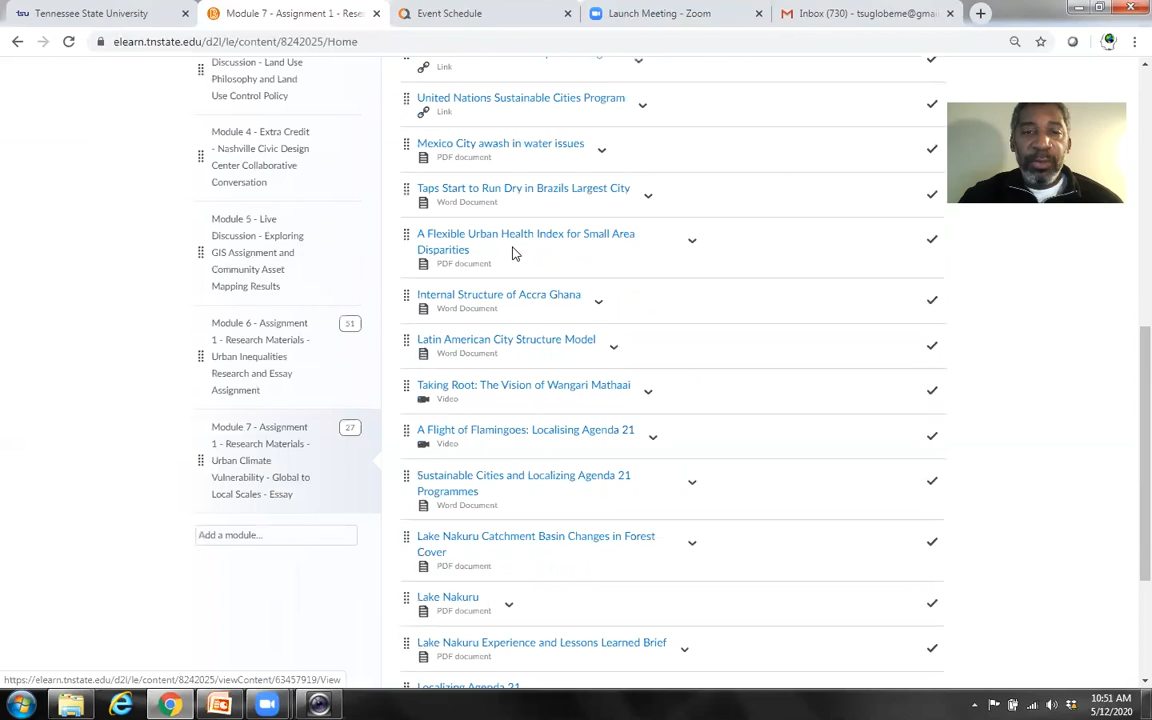 Tennessee State University
Module 7 - Assignment 1 - Rese
Event Schedule
Launch Meeting - Zoom
Inbox (730) - tsuglobeme@gmai
elearn.tnstate.edu/d2l/le/content/8242025/Home
Discussion - Land Use
Philosophy and Land
Use Control Policy
Module 4 - Extra Credit
- Nashville Civic Design
Center Collaborative
Conversation
Module 5 - Live
Discussion - Exploring
GIS Assignment and
Community Asset
Mapping Results
Module 6 - Assignment
51
1 - Research Materials -
Urban Inequalities
Research and Essay
Assignment
Module 7 - Assignment
27
1 - Research Materials -
Urban Climate
Vulnerability - Global to
Local Scales - Essay
Add a module...
Link
United Nations Sustainable Cities Program
Link
Mexico City awash in water issues
PDF document
Taps Start to Run Dry in Brazils Largest City
Word Document
A Flexible Urban Health Index for Small Area
Disparities
PDF document
Internal Structure of Accra Ghana
Word Document
Latin American City Structure Model
Word Document
Taking Root: The Vision of Wangari Mathaai
Video
A Flight of Flamingoes: Localising Agenda 21
Video
Sustainable Cities and Localizing Agenda 21
Programmes
Word Document
Lake Nakuru Catchment Basin Changes in Forest
Cover
PDF document
Lake Nakuru
PDF document
Lake Nakuru Experience and Lessons Learned Brief
PDF document
Localizing Agenda 21
https://elearn.tnstate.edu/d2l/le/content/8242025/viewContent/63457919/View
10:51 AM
5/12/2020